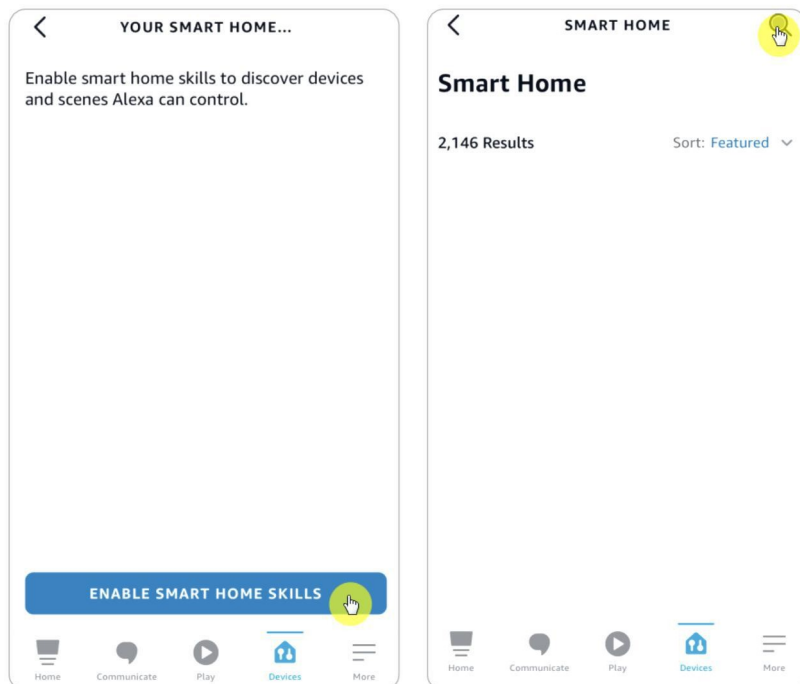 YOUR SMART HOME...
Enable smart home skills to discover devices
and scenes Alexa can control.
ENABLE SMART HOME SKILLS
Home Communicate Play Devices More
SMART HOME
Smart Home
2,146 Results Sort: Featured
Home Communicate Play Devices More